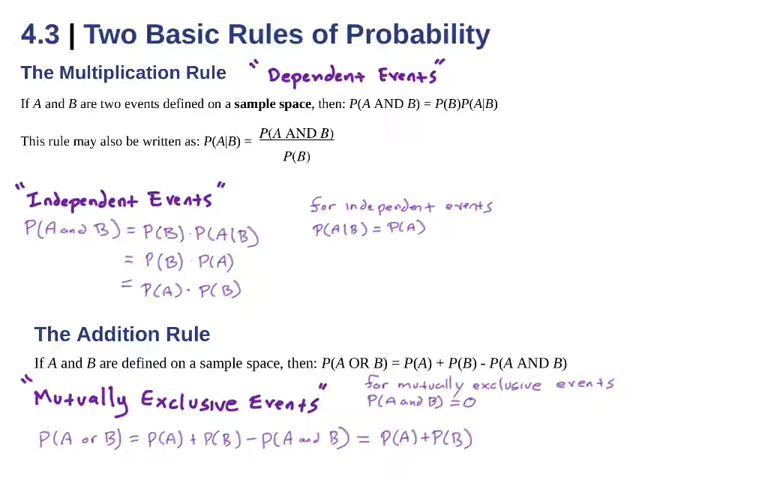 4.3 | Two Basic Rules of Probability
The Multiplication Rule "Dependent Events"
If A and B are two events defined on a sample space, then: P(A AND B) = P(B)P(A|B)
This rule may also be written as: P(A|B) = P(A AND B)
P(B)
"Independent Events"
for independent events
P(A and B) = P(B) · P(A|B)
P(A|B) = P(A)
= P(B) · P(A)
= P(A) · P(B)
The Addition Rule
If A and B are defined on a sample space, then: P(A OR B) = P(A) + P(B) - P(A AND B)
"Mutually Exclusive Events"
for mutually exclusive events
P(A and B) = 0
P(A or B) = P(A) + P(B) - P(A and B) = P(A)+P(B)